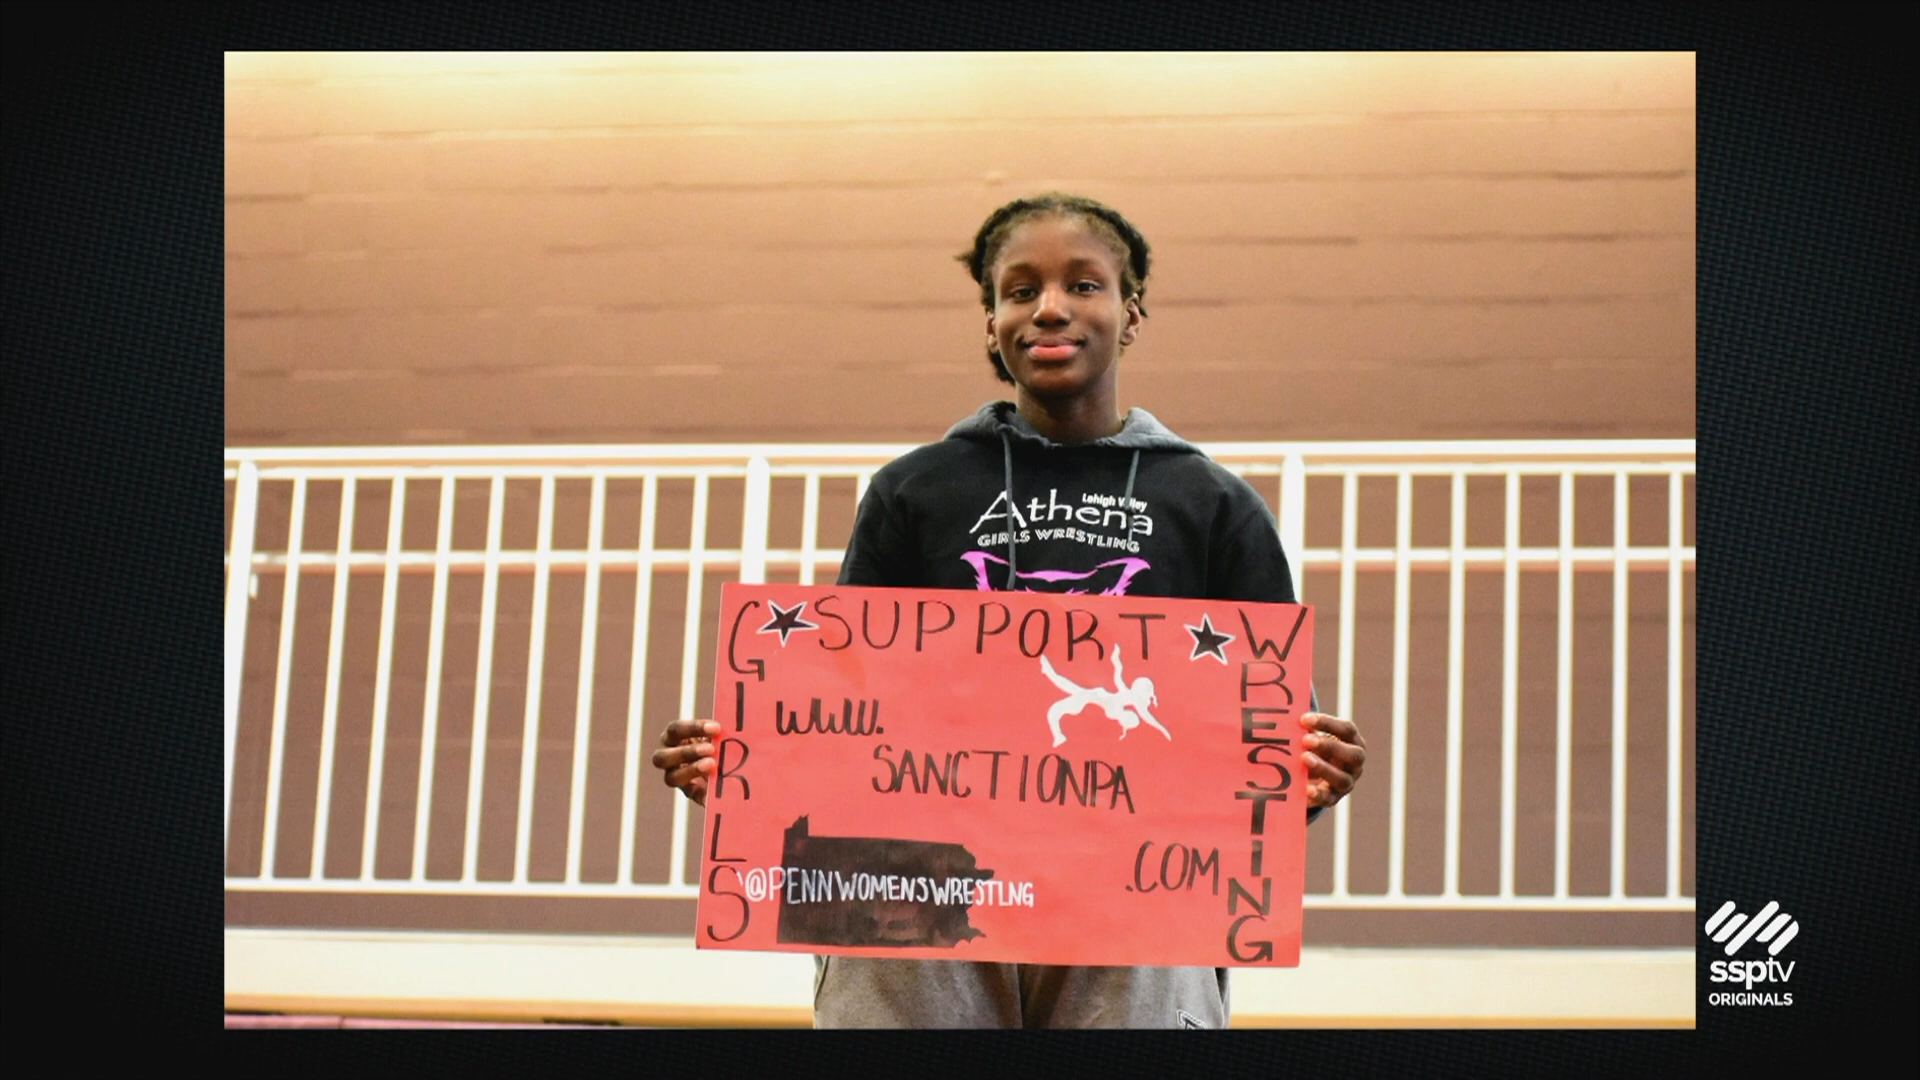 Lehigh Valley
Athena
GIRLS WRESTLING
SUPPORT
GIRLS
WRESTING
www.
SANCTIONPA
.COM
@PENNWOMENSWRESTLNG
ssptv
ORIGINALS